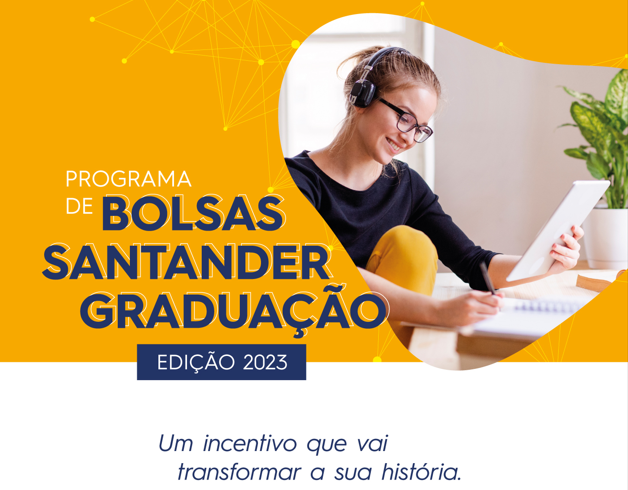 PROGRAMA
DE BOLSAS
SANTANDER
GRADUAÇÃO
EDIÇÃO 2023
Um incentivo que vai
transformar a sua história.